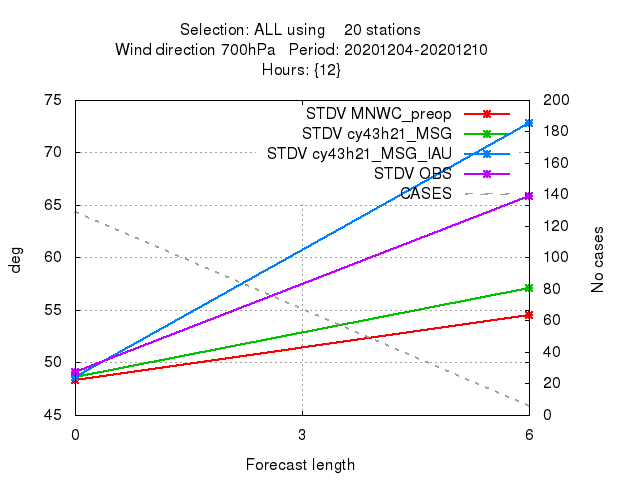 Selection: ALL using 20 stations
Wind direction 700hPa Period: 20201204-20201210
Hours: {12}
STDV MNWC_preop
STDV cy43h21_MSG
STDV cy43h21_MSG_IAU
STDV OBS
CASES
75
70
65
60
55
50
45
deg
200
180
160
140
120
100
80
60
40
20
0
No cases
0 3 6
Forecast length